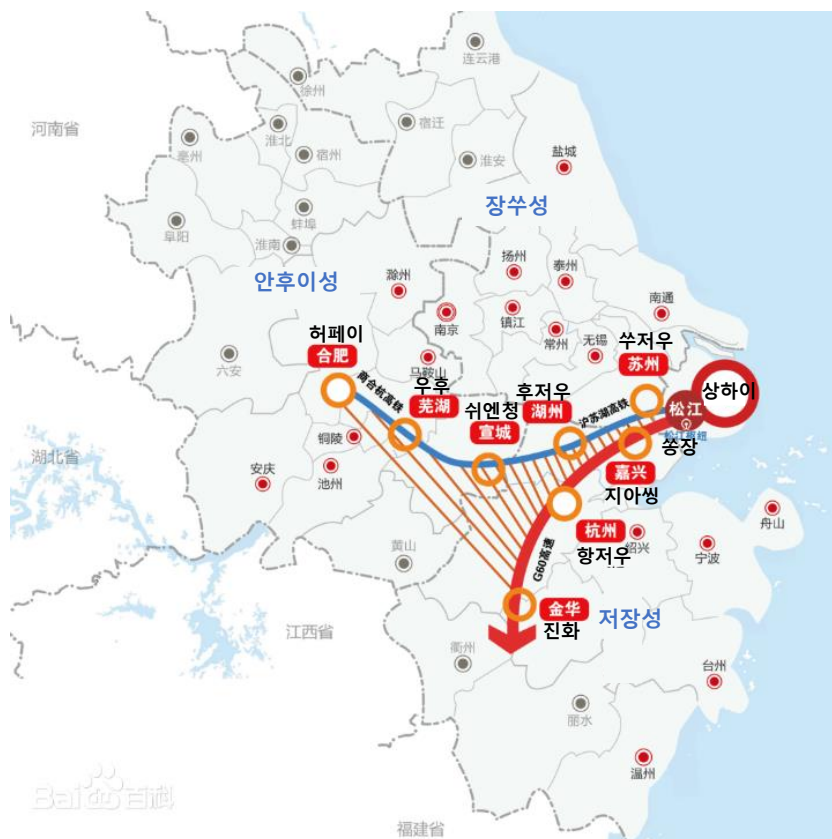 连云港
徐州
河南省
淮北
宿迁
亳州
宿州
淮安
盐城
장쑤성
蚌埠
阜阳
淮南
扬州
泰州
안후이성
滁州
南通
南京
镇江
常州
无锡
쑤저우
苏州
허페이
合肥
六安
马鞍山
우후
芜湖
후저우
湖州
상하이
松江
商合杭高铁
쉬엔청
宣城
沪苏湖高铁
松江枢纽
쏭장
铜陵
嘉兴
지아씽
湖北省
安庆
池州
杭州
绍兴
舟山
宁波
항저우
黄山
G60高速
金华
진화
저장성
江西省
衢州
台州
丽水
温州
Bai百科
福建省